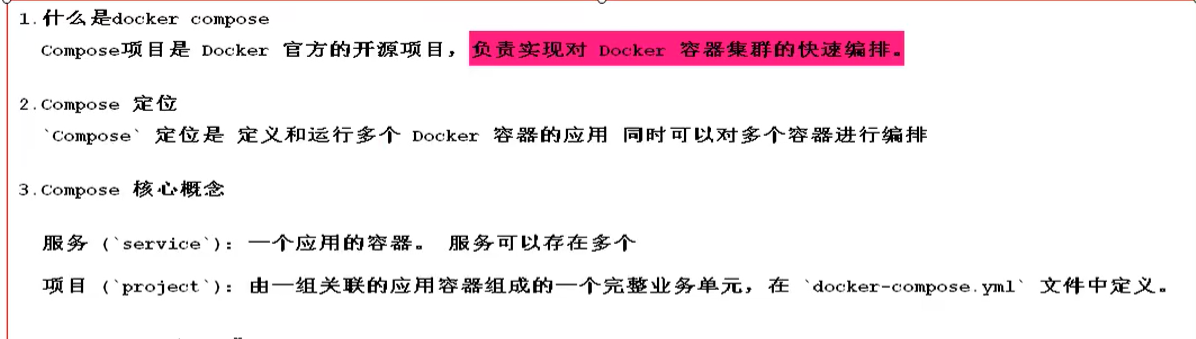 1.什么是docker compose
Compose项目是 Docker 官方的开源项目，负责实现对 Docker 容器集群的快速编排。
2.Compose 定位
`Compose` 定位是 定义和运行多个 Docker 容器的应用 同时可以对多个容器进行编排
3.Compose 核心概念
服务 (`service`)：一个应用的容器。 服务可以存在多个
项目 (`project`)：由一组关联的应用容器组成的一个完整业务单元，在 `docker-compose.yml` 文件中定义。